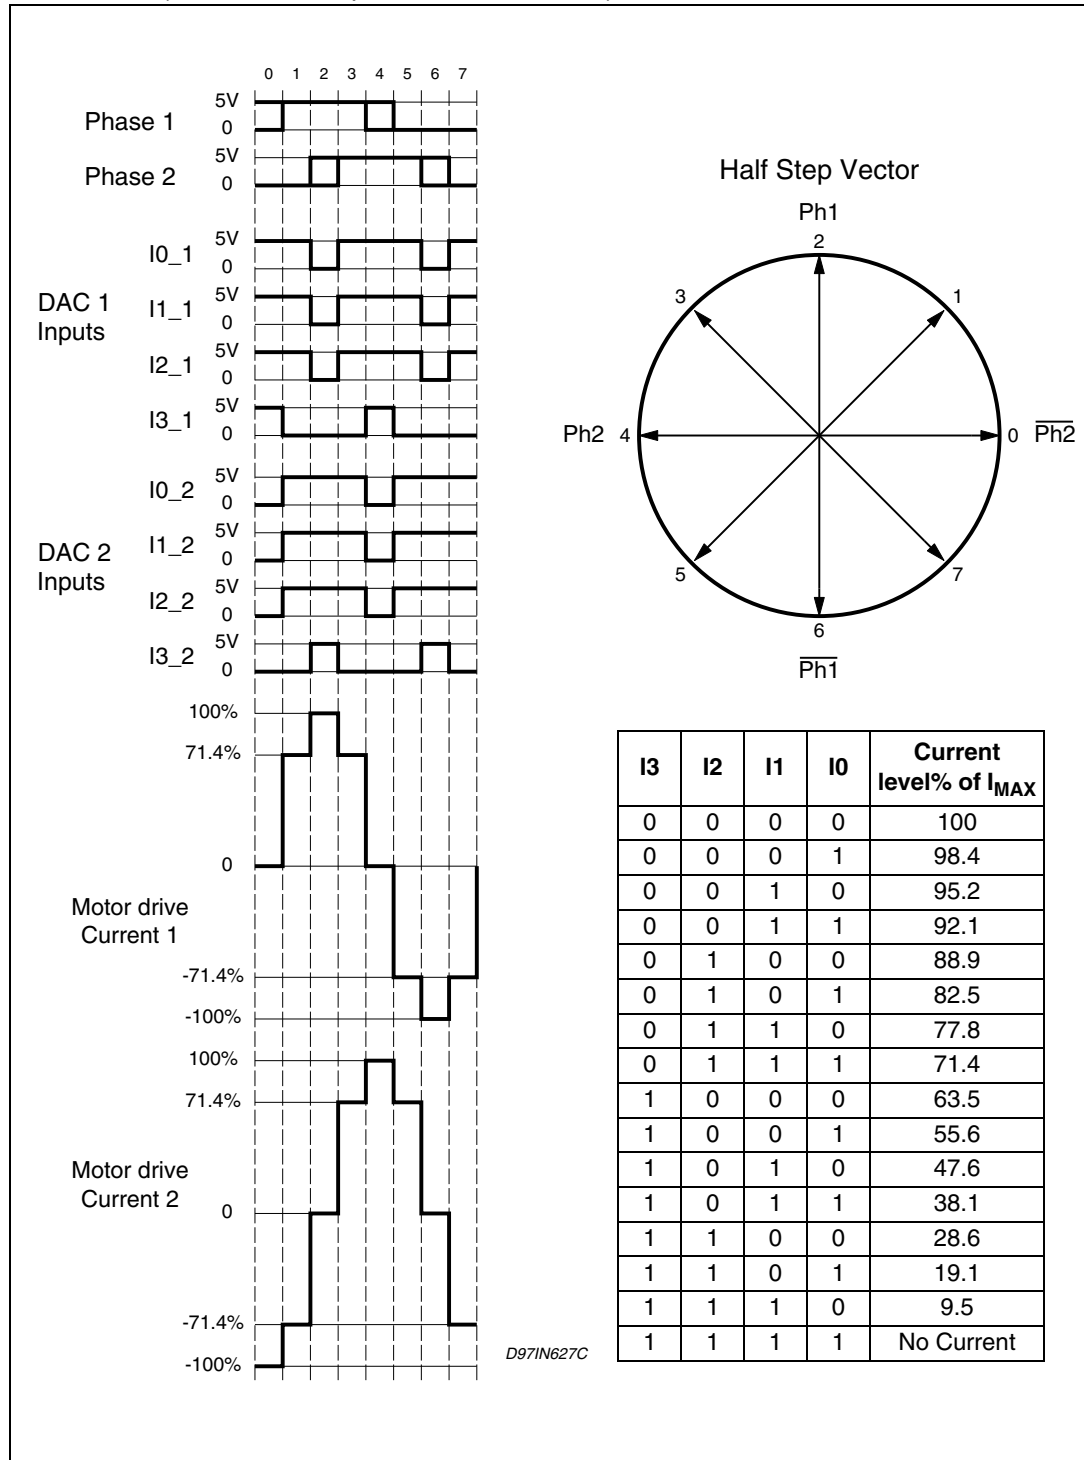 0 1 2 3 4 5 6 7
Phase 1
5V
0
Phase 2
5V
0
DAC 1
Inputs
I0_1
5V
0
I1_1
5V
0
I2_1
5V
0
I3_1
5V
0
DAC 2
Inputs
I0_2
5V
0
I1_2
5V
0
I2_2
5V
0
I3_2
5V
0
100%
71.4%
0
Motor drive
Current 1
-71.4%
-100%
100%
71.4%
Motor drive
Current 2
0
-71.4%
-100%
D97IN627C
Half Step Vector
Ph1
2
3
1
Ph2 4
0 P̅h̅2̅
5
7
6
P̅h̅1̅
I3 I2 I1 I0 Current
level% of IMAX
0 0 0 0 100
0 0 0 1 98.4
0 0 1 0 95.2
0 0 1 1 92.1
0 1 0 0 88.9
0 1 0 1 82.5
0 1 1 0 77.8
0 1 1 1 71.4
1 0 0 0 63.5
1 0 0 1 55.6
1 0 1 0 47.6
1 0 1 1 38.1
1 1 0 0 28.6
1 1 0 1 19.1
1 1 1 0 9.5
1 1 1 1 No Current